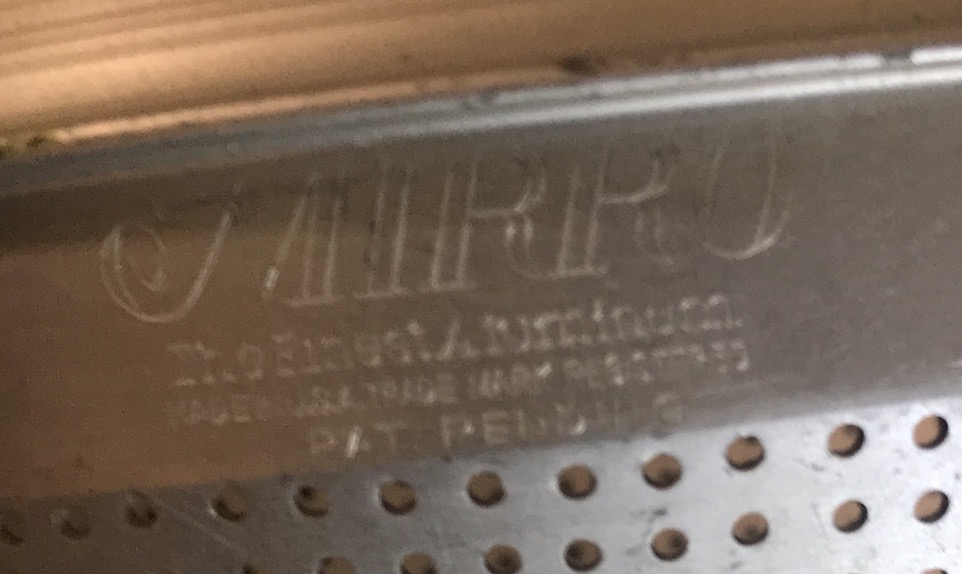 MIRRO
The Finest Aluminum
MADE IN U.S.A. TRADE MARK REGISTERED
PAT. PENDING